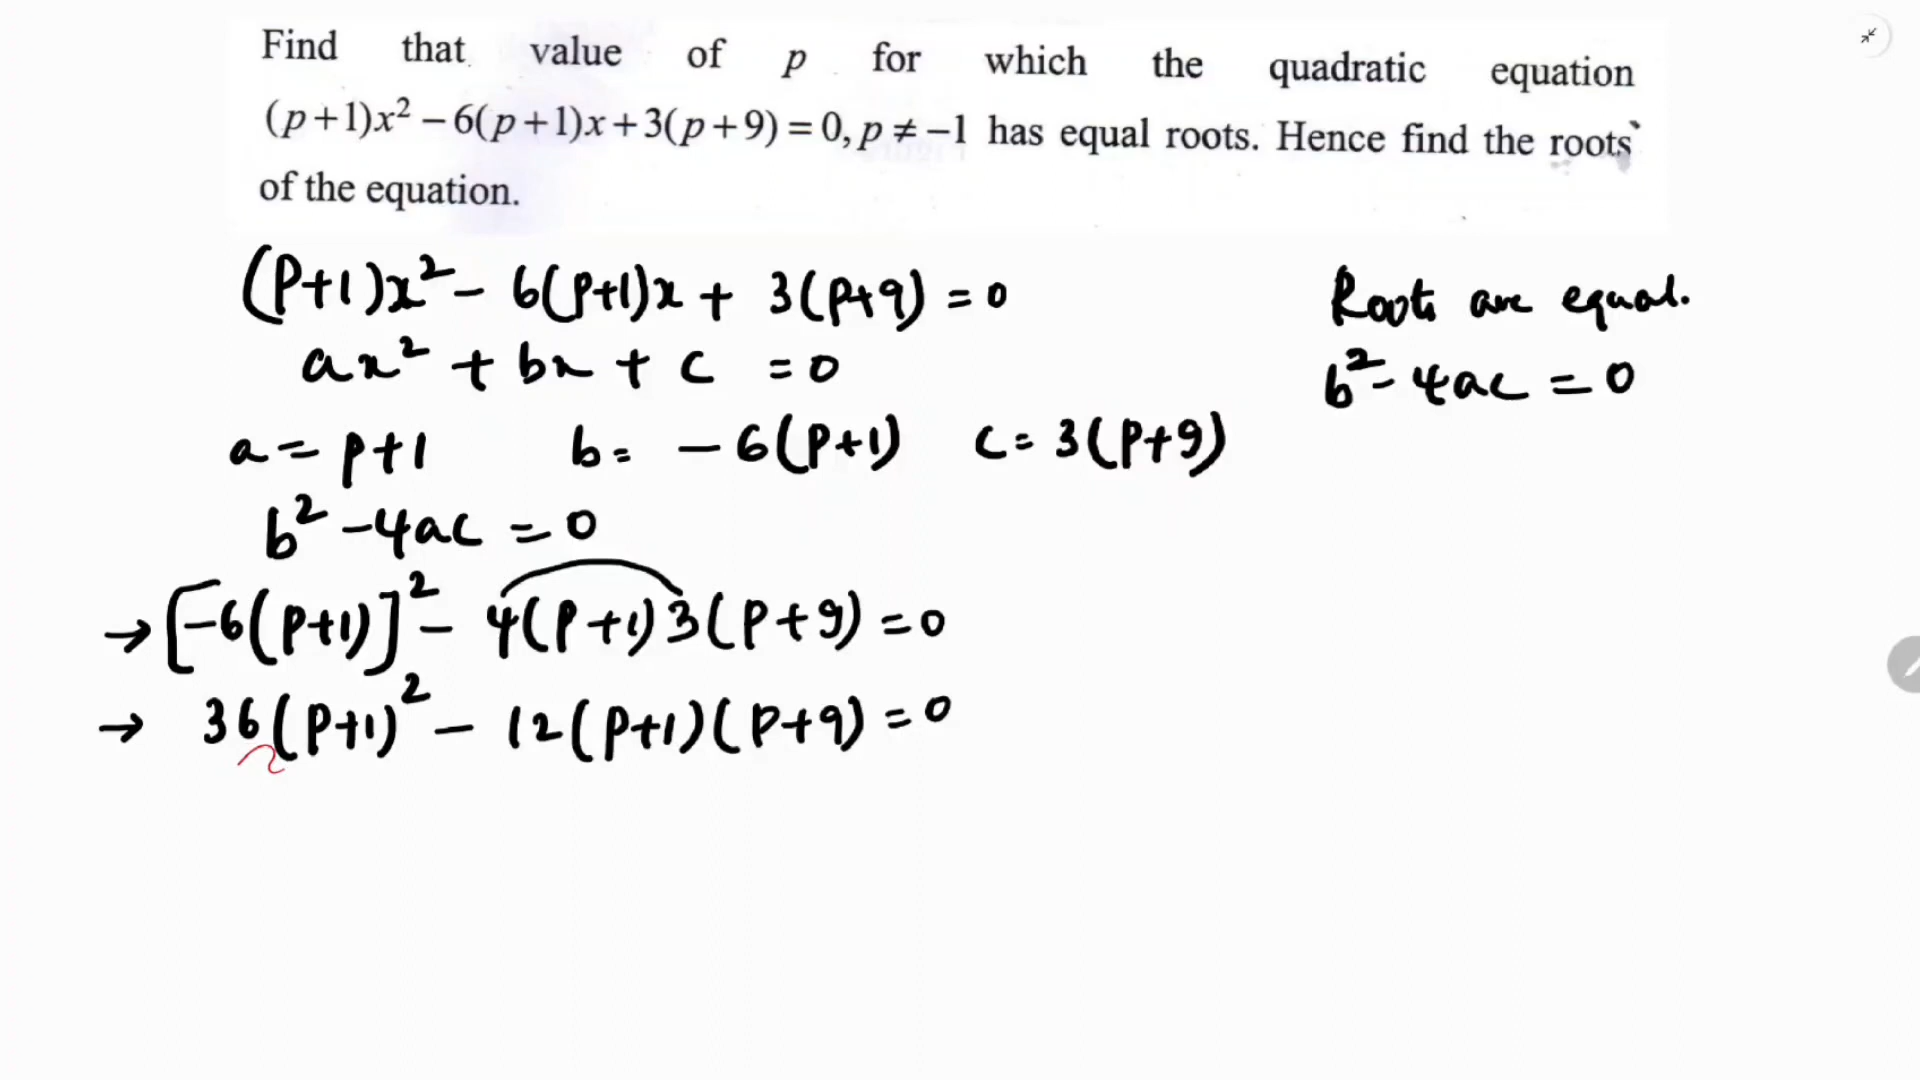 Find that value of p for which the quadratic equation
(p+1)x² − 6(p+1)x + 3(p+9) = 0, p ≠ −1 has equal roots. Hence find the roots
of the equation.
(P+1)x² − 6(P+1)x + 3(P+9) = 0
Roots are equal.
ax² + bx + c = 0
b² − 4ac = 0
a = P+1 b = −6(P+1) c = 3(P+9)
b² − 4ac = 0
→ [−6(P+1)]² − 4(P+1)3(P+9) = 0
→ 36(P+1)² − 12(P+1)(P+9) = 0